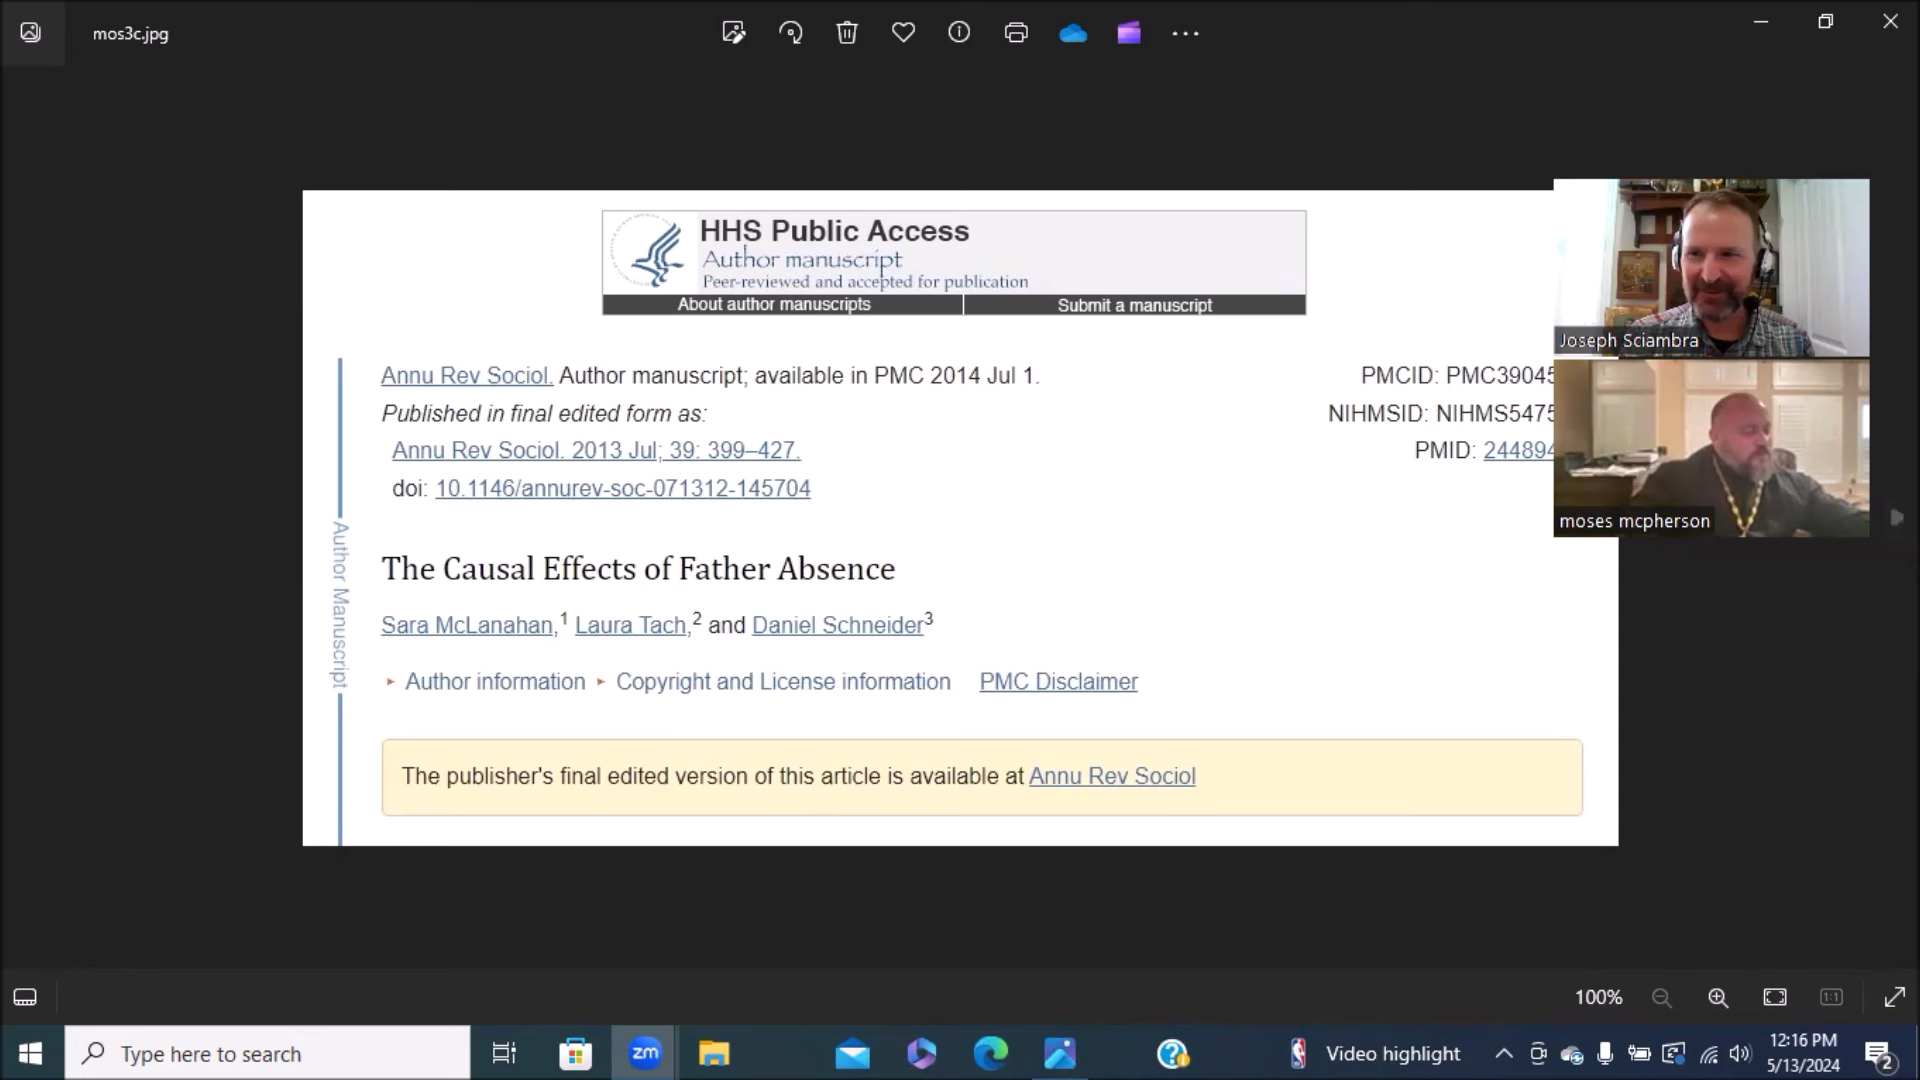 mos3c.jpg
HHS Public Access
Author manuscript
Peer-reviewed and accepted for publication
About author manuscripts
Submit a manuscript
Annu Rev Sociol. Author manuscript; available in PMC 2014 Jul 1.
Published in final edited form as:
Annu Rev Sociol. 2013 Jul; 39: 399–427.
doi: 10.1146/annurev-soc-071312-145704
PMCID: PMC39045
NIHMSID: NIHMS5475
PMID: 244894
Joseph Sciambra
moses mcpherson
Author Manuscript
The Causal Effects of Father Absence
Sara McLanahan,1 Laura Tach,2 and Daniel Schneider3
Author information Copyright and License information PMC Disclaimer
The publisher's final edited version of this article is available at Annu Rev Sociol
100%
1:1
Type here to search
zm
Video highlight
12:16 PM
5/13/2024
2